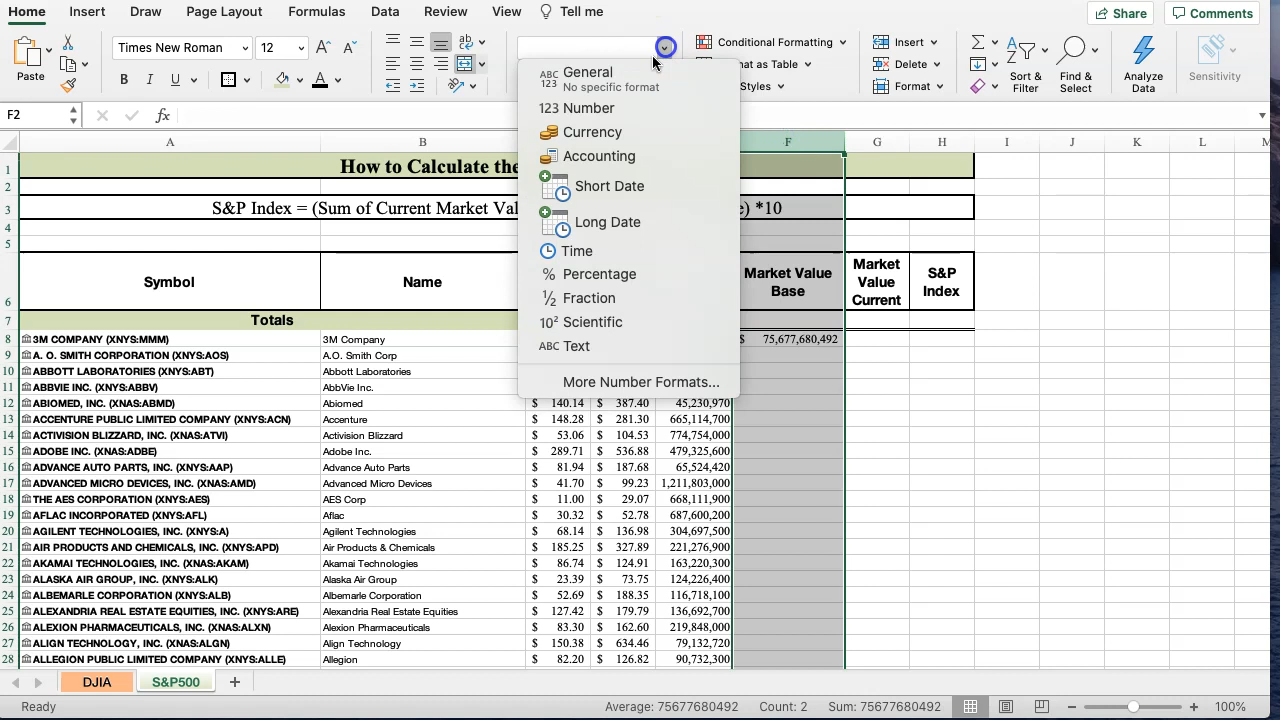 Home Insert Draw Page Layout Formulas Data Review View Tell me Share Comments
Paste Times New Roman 12 A A ab Conditional Formatting Insert Sort & Filter Find & Select Analyze Data Sensitivity
B I U A at as Table Delete
Styles Format
F2 fx
General
No specific format
123 Number
Currency
Accounting
Short Date
Long Date
Time
% Percentage
½ Fraction
10² Scientific
ABC Text
More Number Formats...
A B F G H I J K L M
1 How to Calculate the
2
3 S&P Index = (Sum of Current Market Val e) *10
4
5
6 Symbol Name Market Value Base Market Value Current S&P Index
7 Totals
8 3M COMPANY (XNYS:MMM) 3M Company $ 75,677,680,492
9 A. O. SMITH CORPORATION (XNYS:AOS) A.O. Smith Corp
10 ABBOTT LABORATORIES (XNYS:ABT) Abbott Laboratories
11 ABBVIE INC. (XNYS:ABBV) AbbVie Inc.
12 ABIOMED, INC. (XNAS:ABMD) Abiomed $ 140.14 $ 387.40 45,230,970
13 ACCENTURE PUBLIC LIMITED COMPANY (XNYS:ACN) Accenture $ 148.28 $ 281.30 665,114,700
14 ACTIVISION BLIZZARD, INC. (XNAS:ATVI) Activision Blizzard $ 53.06 $ 104.53 774,754,000
15 ADOBE INC. (XNAS:ADBE) Adobe Inc. $ 289.71 $ 536.88 479,325,600
16 ADVANCE AUTO PARTS, INC. (XNYS:AAP) Advance Auto Parts $ 81.94 $ 187.68 65,524,420
17 ADVANCED MICRO DEVICES, INC. (XNAS:AMD) Advanced Micro Devices $ 41.70 $ 99.23 1,211,803,000
18 THE AES CORPORATION (XNYS:AES) AES Corp $ 11.00 $ 29.07 668,111,900
19 AFLAC INCORPORATED (XNYS:AFL) Aflac $ 30.32 $ 52.78 687,600,200
20 AGILENT TECHNOLOGIES, INC. (XNYS:A) Agilent Technologies $ 68.14 $ 136.98 304,697,500
21 AIR PRODUCTS AND CHEMICALS, INC. (XNYS:APD) Air Products & Chemicals $ 185.25 $ 327.89 221,276,900
22 AKAMAI TECHNOLOGIES, INC. (XNAS:AKAM) Akamai Technologies $ 86.74 $ 124.91 163,220,300
23 ALASKA AIR GROUP, INC. (XNYS:ALK) Alaska Air Group $ 23.39 $ 73.75 124,226,400
24 ALBEMARLE CORPORATION (XNYS:ALB) Albemarle Corporation $ 52.69 $ 188.35 116,718,100
25 ALEXANDRIA REAL ESTATE EQUITIES, INC. (XNYS:ARE) Alexandria Real Estate Equities $ 127.42 $ 179.79 136,692,700
26 ALEXION PHARMACEUTICALS, INC. (XNAS:ALXN) Alexion Pharmaceuticals $ 83.30 $ 162.60 219,848,000
27 ALIGN TECHNOLOGY, INC. (XNAS:ALGN) Align Technology $ 150.38 $ 634.46 79,132,720
28 ALLEGION PUBLIC LIMITED COMPANY (XNYS:ALLE) Allegion $ 82.20 $ 126.82 90,732,300
DJIA S&P500 +
Ready Average: 75677680492 Count: 2 Sum: 75677680492 100%